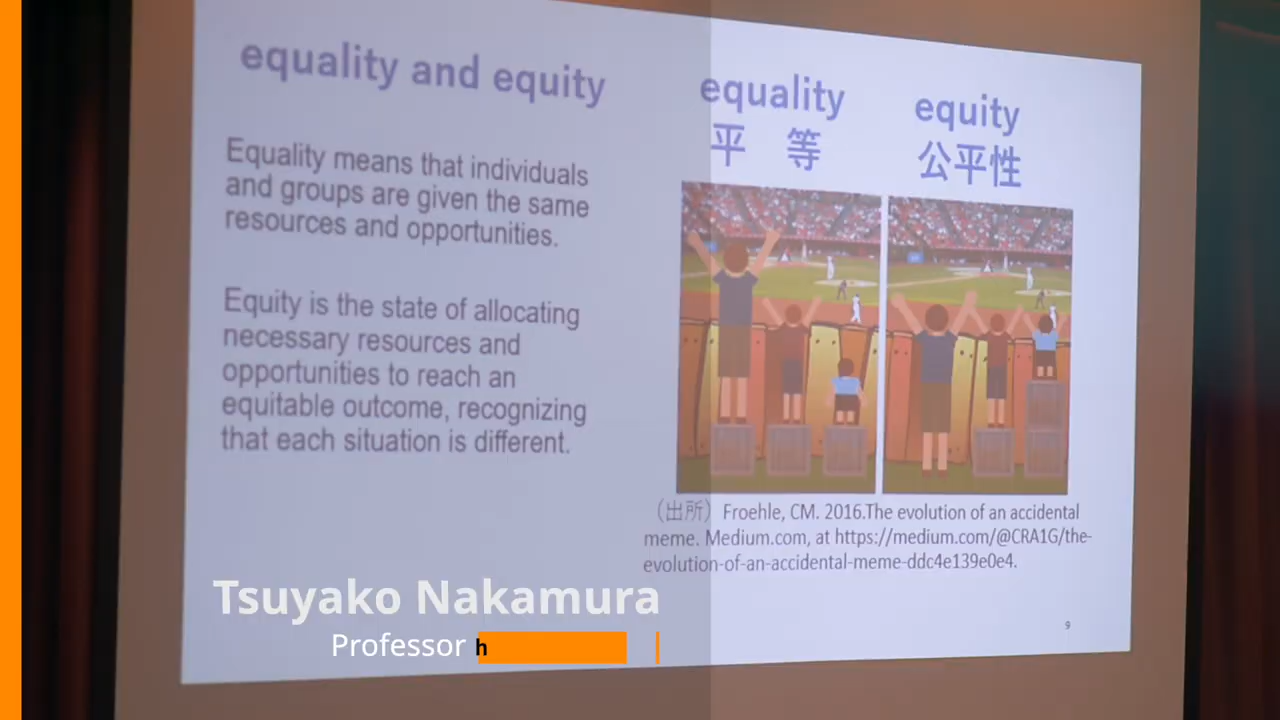 equality and equity
Equality means that individuals
and groups are given the same
resources and opportunities.
Equity is the state of allocating
necessary resources and
opportunities to reach an
equitable outcome, recognizing
that each situation is different.
equality
平 等
equity
公平性
（出所） Froehle, CM. 2016.The evolution of an accidental
meme. Medium.com, at https://medium.com/@CRA1G/the-
evolution-of-an-accidental-meme-ddc4e139e0e4.
9
Tsuyako Nakamura
Professor h